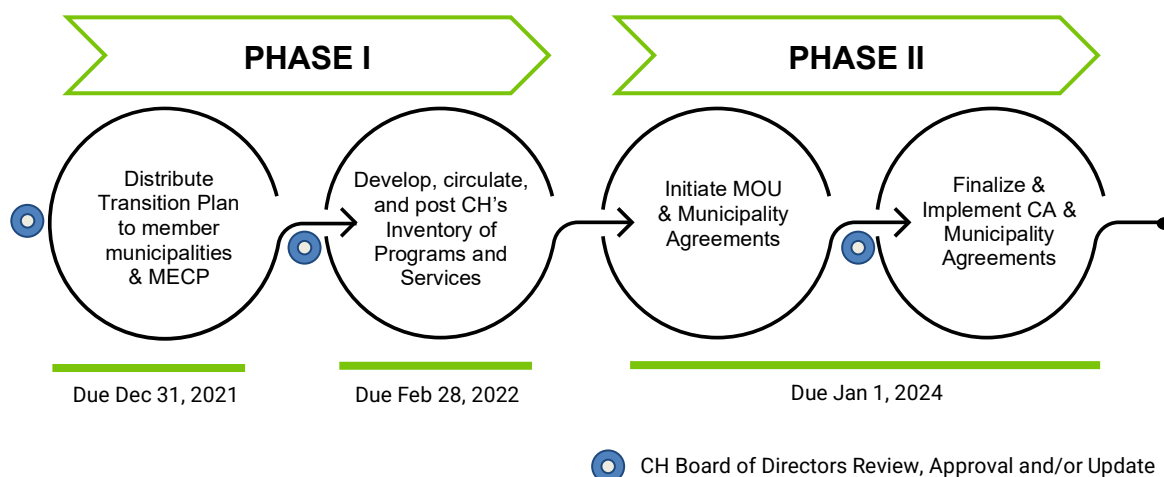 PHASE I
PHASE II
Distribute
Transition Plan
to member
municipalities
& MECP
Develop, circulate,
and post CH’s
Inventory of
Programs and
Services
Initiate MOU
& Municipality
Agreements
Finalize &
Implement CA &
Municipality
Agreements
Due Dec 31, 2021
Due Feb 28, 2022
Due Jan 1, 2024
CH Board of Directors Review, Approval and/or Update